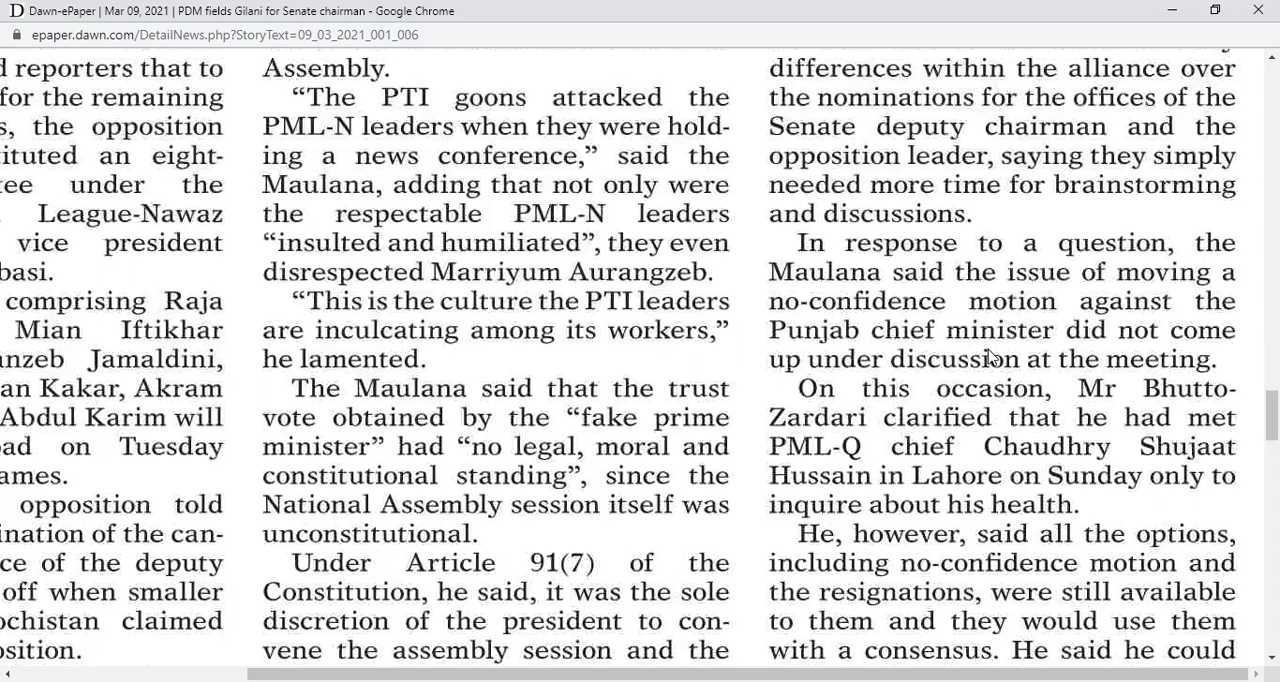 Dawn-ePaper | Mar 09, 2021 | PDM fields Gilani for Senate chairman - Google Chrome
epaper.dawn.com/DetailNews.php?StoryText=09_03_2021_001_006
reporters that to
for the remaining
the opposition
an eight-
under the
League-Nawaz
vice president
comprising Raja
Mian Iftikhar
Jamaldini,
Kakar, Akram
Abdul Karim will
on Tuesday
opposition told
of the can-
of the deputy
off when smaller
claimed
Assembly.
“The PTI goons attacked the
PML-N leaders when they were hold-
ing a news conference,” said the
Maulana, adding that not only were
the respectable PML-N leaders
“insulted and humiliated”, they even
disrespected Marriyum Aurangzeb.
“This is the culture the PTI leaders
are inculcating among its workers,”
he lamented.
The Maulana said that the trust
vote obtained by the “fake prime
minister” had “no legal, moral and
constitutional standing”, since the
National Assembly session itself was
unconstitutional.
Under Article 91(7) of the
Constitution, he said, it was the sole
discretion of the president to con-
vene the assembly session and the
differences within the alliance over
the nominations for the offices of the
Senate deputy chairman and the
opposition leader, saying they simply
needed more time for brainstorming
and discussions.
In response to a question, the
Maulana said the issue of moving a
no-confidence motion against the
Punjab chief minister did not come
up under discussion at the meeting.
On this occasion, Mr Bhutto-
Zardari clarified that he had met
PML-Q chief Chaudhry Shujaat
Hussain in Lahore on Sunday only to
inquire about his health.
He, however, said all the options,
including no-confidence motion and
the resignations, were still available
to them and they would use them
with a consensus. He said he could